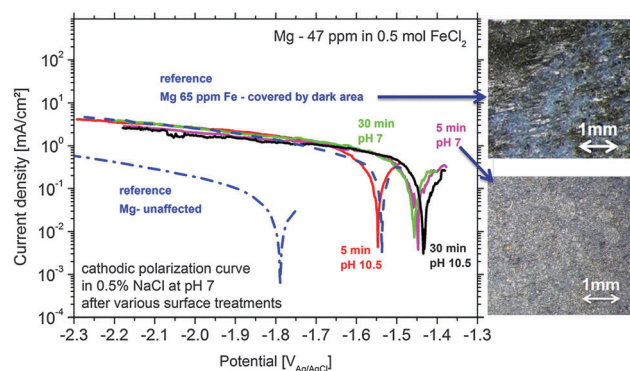 Mg - 47 ppm in 0.5 mol FeCl₂
reference
Mg 65 ppm Fe - covered by dark area
30 min
pH 7
5 min
pH 7
reference
Mg- unaffected
5 min
pH 10.5
30 min
pH 10.5
cathodic polarization curve
in 0.5% NaCl at pH 7
after various surface treatments
Current density [mA/cm²]
10²
10¹
10⁰
10⁻¹
10⁻²
10⁻³
10⁻⁴
-2.3 -2.2 -2.1 -2.0 -1.9 -1.8 -1.7 -1.6 -1.5 -1.4 -1.3
Potential [V_Ag/AgCl]
1mm
1mm